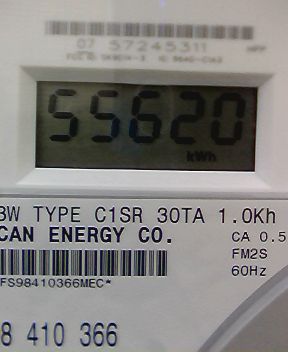 07 57245311
55620
kWh
3W TYPE C1SR 30TA 1.0Kh
CAN ENERGY CO.
CA 0.5
FM2S
60Hz
FS98410366MEC*
8 410 366